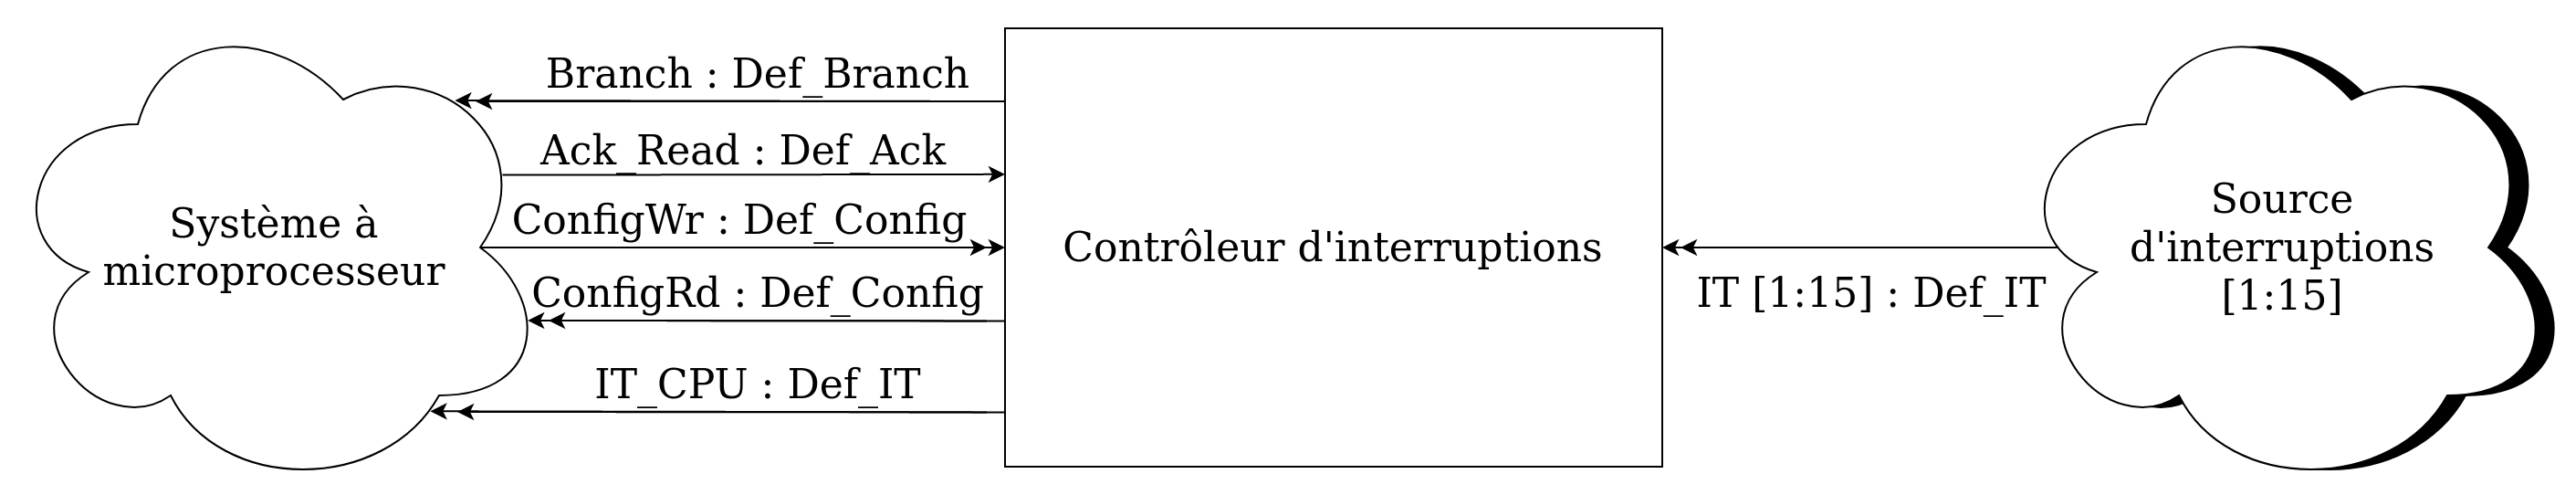 Branch : Def_Branch
Ack_Read : Def_Ack
ConfigWr : Def_Config
ConfigRd : Def_Config
IT_CPU : Def_IT
Système à
microprocesseur
Contrôleur d'interruptions
IT [1:15] : Def_IT
Source
d'interruptions
[1:15]